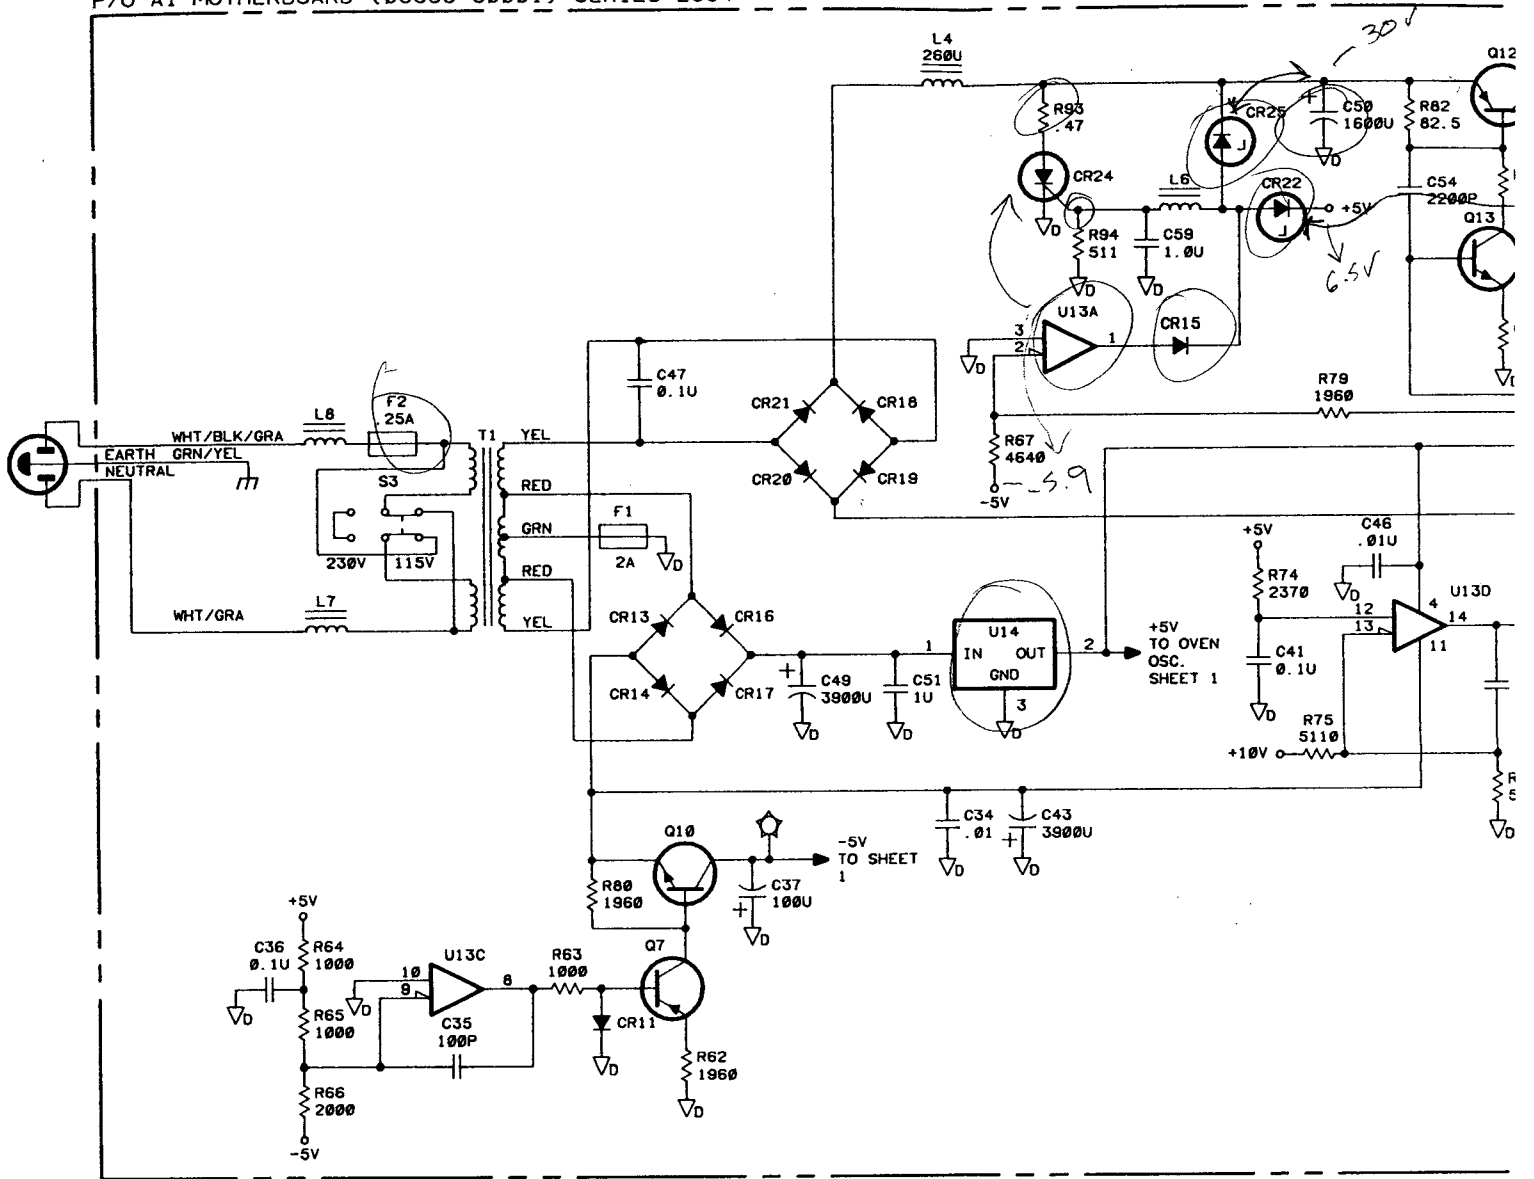 P/O A1 MOTHERBOARD
L4
260U
30V
Q12
R93
.47
CR25
C50
1600U
R82
82.5
D
CR24
L6
CR22
C54
2200P
+5V
Q13
D
R94
511
C59
1.0U
D
D
6.5V
U13A
CR15
3
2
1
D
D
C47
0.1U
R79
1960
L8
F2
.25A
CR21
CR18
WHT/BLK/GRA
T1
YEL
R67
4640
EARTH GRN/YEL
NEUTRAL
S3
CR20
CR19
RED
-5V
-5.9
F1
GRN
+5V
C46
.01U
230V
115V
2A
D
RED
R74
2370
D
U13D
L7
WHT/GRA
CR13
CR16
YEL
U14
IN OUT
GND
1
2
3
+5V
TO OVEN
OSC.
SHEET 1
12
13
4
14
11
C41
0.1U
CR14
CR17
C49
3900U
C51
1U
D
D
D
D
R75
5110
+10V
Q10
C34
.01
C43
3900U
D
D
D
-5V
TO SHEET
1
R80
1960
C37
100U
D
+5V
C36
0.1U
R64
1000
U13C
R63
1000
Q7
10
9
8
D
D
R65
1000
C35
100P
CR11
D
R62
1960
R66
2000
D
-5V